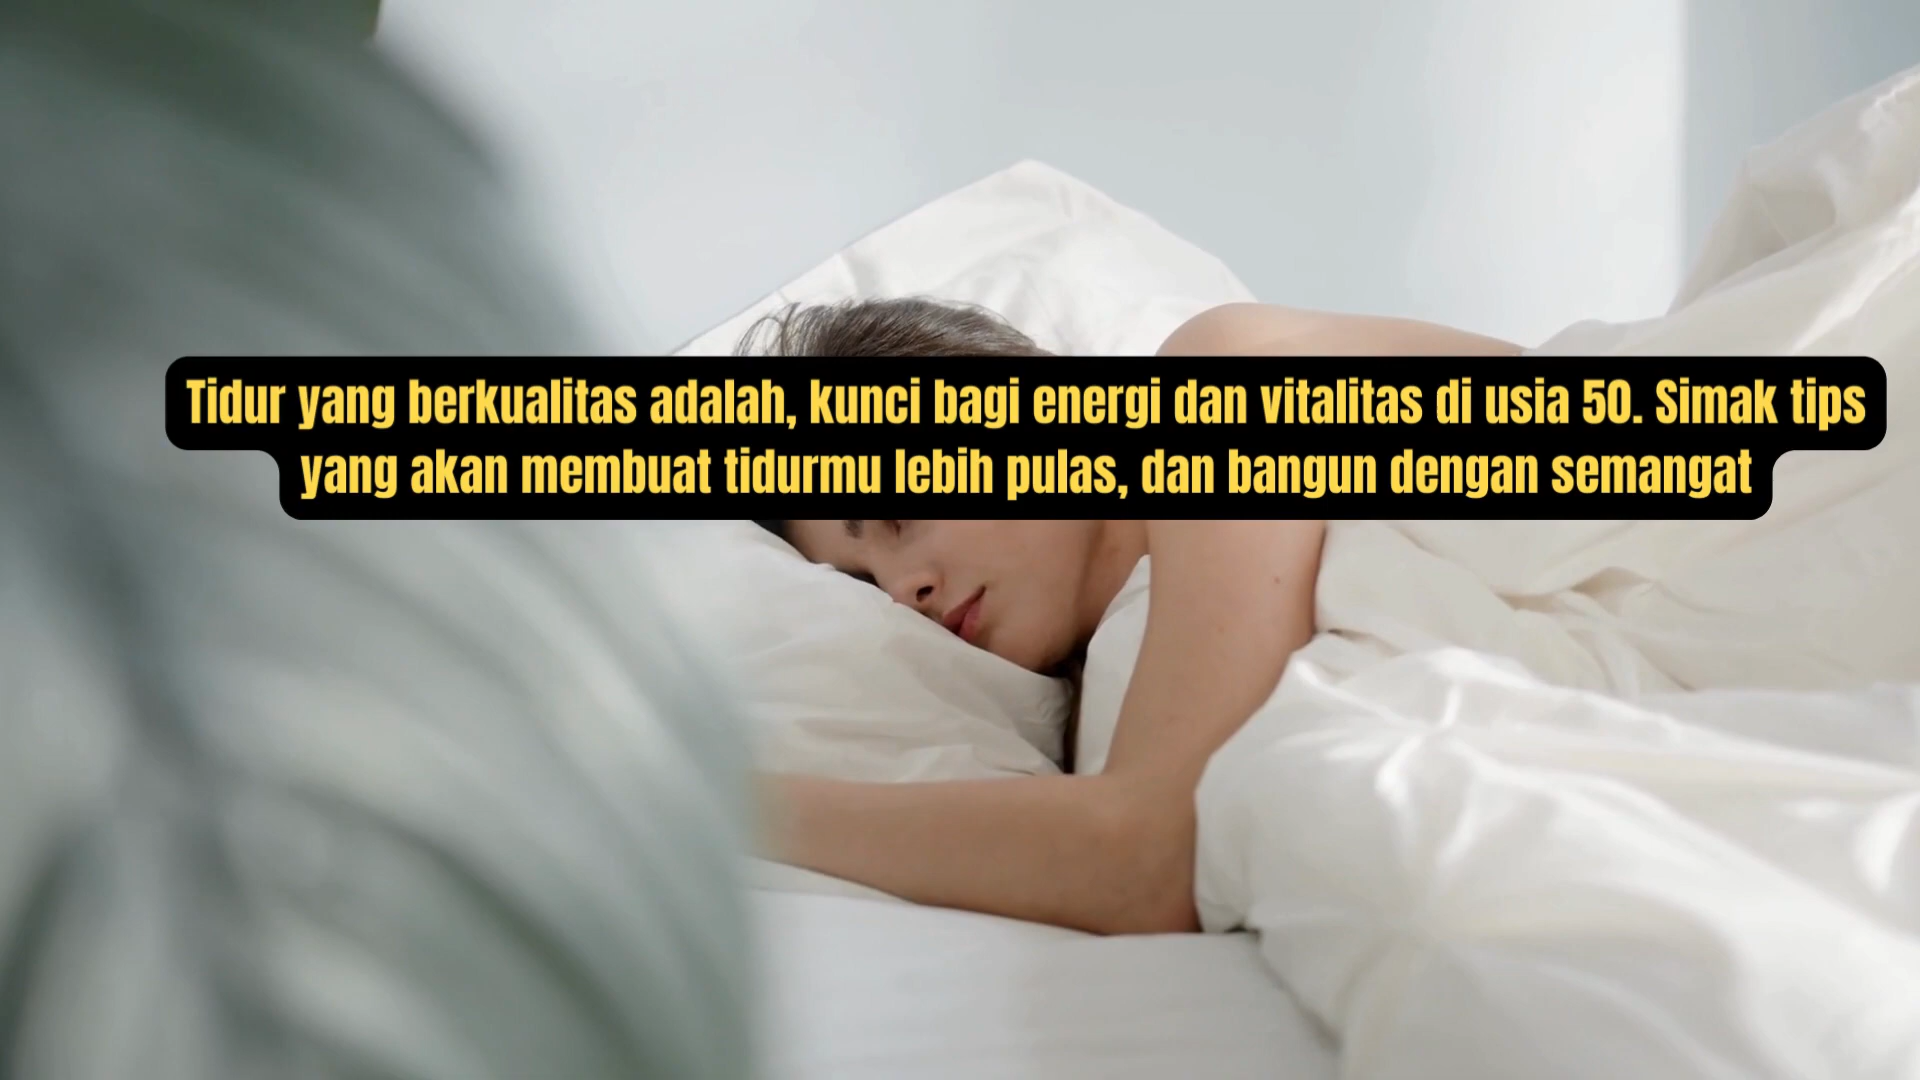 Tidur yang berkualitas adalah, kunci bagi energi dan vitalitas di usia 50. Simak tips
yang akan membuat tidurmu lebih pulas, dan bangun dengan semangat